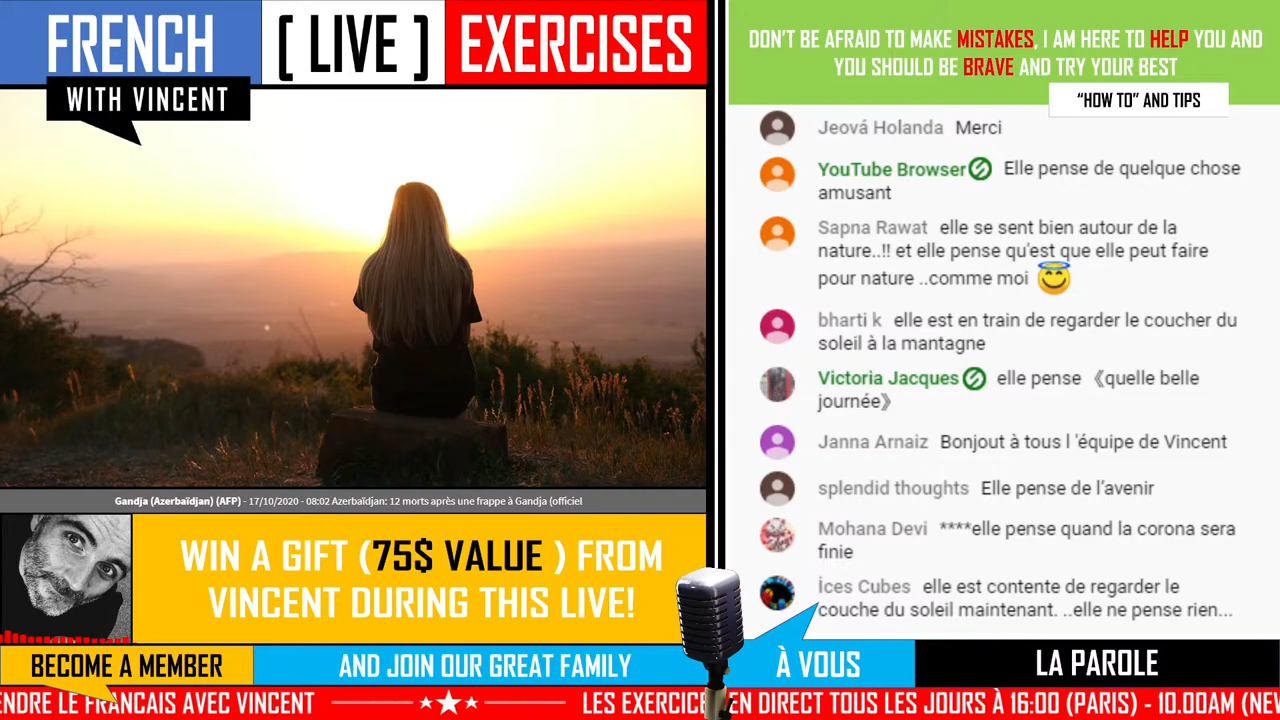 FRENCH [ LIVE ] EXERCISES
WITH VINCENT
Gandja (Azerbaïdjan) (AFP) - 17/10/2020 - 08:02 Azerbaïdjan: 12 morts après une frappe à Gandja (officiel
WIN A GIFT (75$ VALUE ) FROM
VINCENT DURING THIS LIVE!
BECOME A MEMBER
AND JOIN OUR GREAT FAMILY
DON'T BE AFRAID TO MAKE MISTAKES, I AM HERE TO HELP YOU AND
YOU SHOULD BE BRAVE AND TRY YOUR BEST
“HOW TO” AND TIPS
Jeová Holanda Merci
YouTube Browser Elle pense de quelque chose
amusant
Sapna Rawat elle se sent bien autour de la
nature..!! et elle pense qu'est que elle peut faire
pour nature ..comme moi
bharti k elle est en train de regarder le coucher du
soleil à la mantagne
Victoria Jacques elle pense 《quelle belle
journée》
Janna Arnaiz Bonjout à tous l 'équipe de Vincent
splendid thoughts Elle pense de l'avenir
Mohana Devi ****elle pense quand la corona sera
finie
İces Cubes elle est contente de regarder le
couche du soleil maintenant. ..elle ne pense rien...
À VOUS
LA PAROLE
ENDRE LE FRANCAIS AVEC VINCENT
LES EXERCICE EN DIRECT TOUS LES JOURS À 16:00 (PARIS) - 10.00AM (NEW